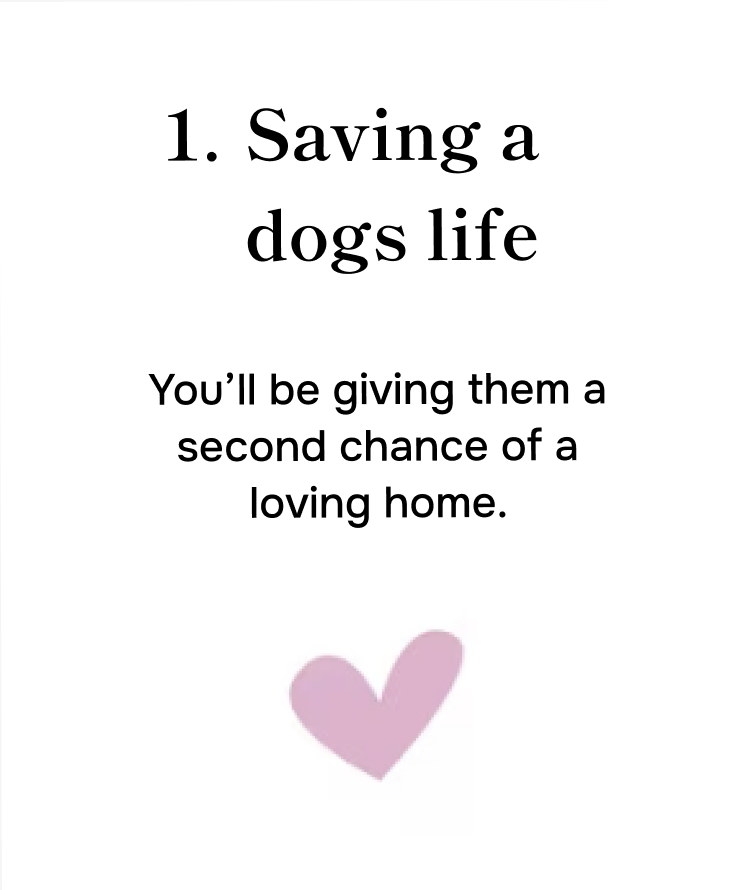 1. Saving a
dogs life
You’ll be giving them a
second chance of a
loving home.